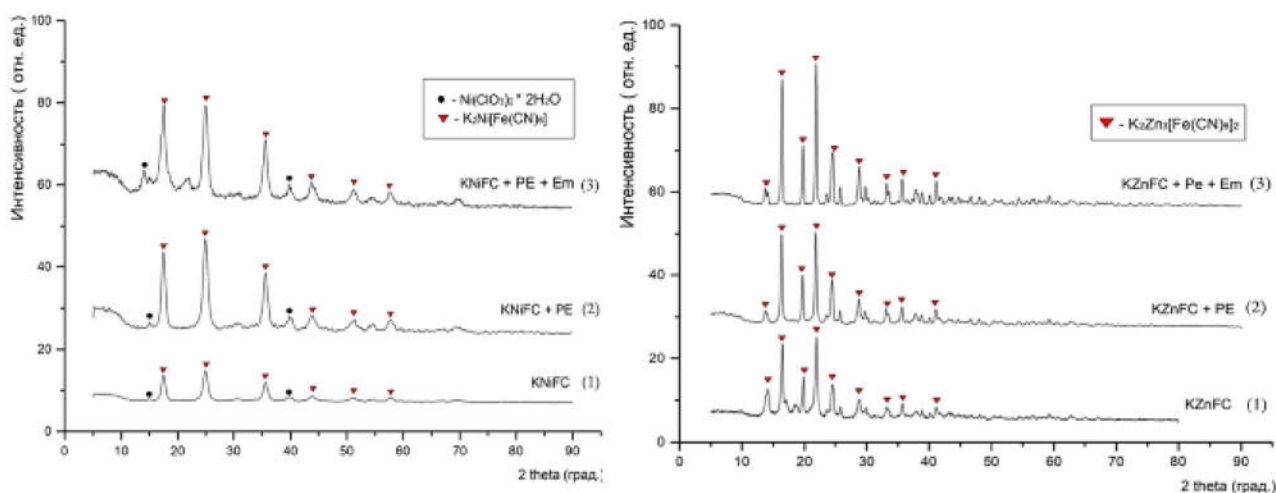 Интенсивность ( отн. ед.)
100
80
60
40
20
0
● - Ni(ClO₃)₂ * 2H₂O
▼ - K₂Ni[Fe(CN)₆]
KNiFC + PE + Em (3)
KNiFC + PE (2)
KNiFC (1)
0 10 20 30 40 50 60 70 80 90
2 theta (град.)
Интенсивность ( отн. ед.)
100
80
60
40
20
0
▼ - K₂Zn₃[Fe(CN)₆]₂
KZnFC + Pe + Em (3)
KZnFC + PE (2)
KZnFC (1)
0 10 20 30 40 50 60 70 80 90
2 theta (град.)